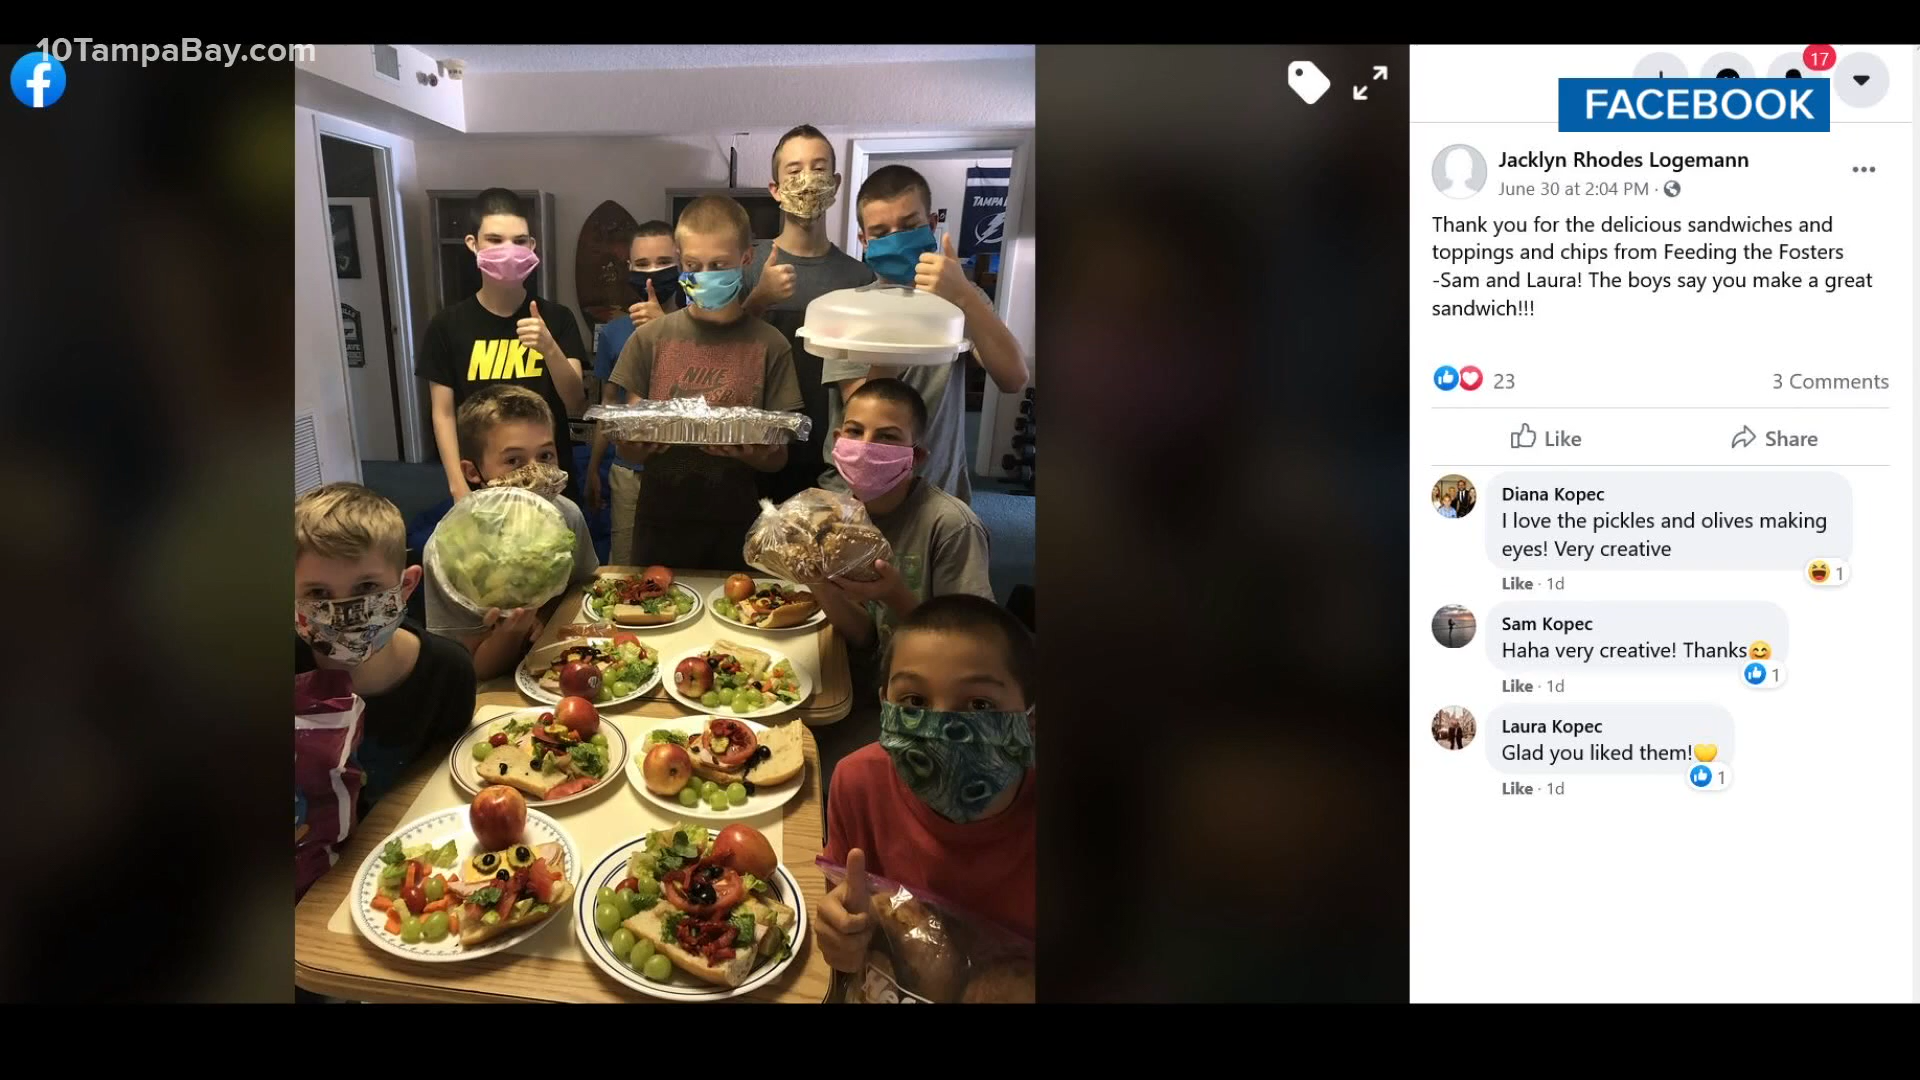 10TampaBay.com
17
FACEBOOK
Jacklyn Rhodes Logemann
June 30 at 2:04 PM ·
Thank you for the delicious sandwiches and
toppings and chips from Feeding the Fosters
-Sam and Laura! The boys say you make a great
sandwich!!!
23
3 Comments
Like
Share
Diana Kopec
I love the pickles and olives making
eyes! Very creative
1
Like · 1d
Sam Kopec
Haha very creative! Thanks😊
1
Like · 1d
Laura Kopec
Glad you liked them!💛
1
Like · 1d
TAMPA
NIKE
NIKE